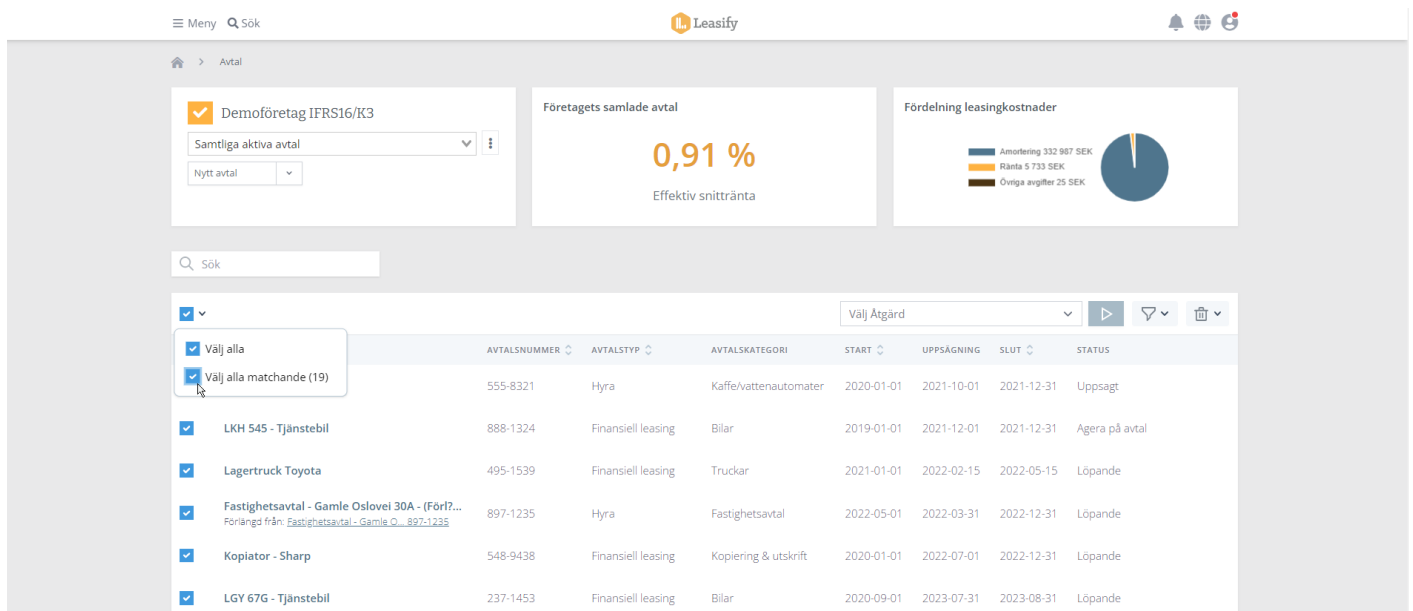 Meny Sök Leasify
Avtal
Demoföretag IFRS16/K3
Samtliga aktiva avtal
Nytt avtal
Företagets samlade avtal
0,91 %
Effektiv snittränta
Fördelning leasingkostnader
Amortering 332 987 SEK
Ränta 5 733 SEK
Övriga avgifter 25 SEK
Sök
Välj Åtgärd
Välj alla
Välj alla matchande (19)
AVTALSNUMMER AVTALSTYP AVTALSKATEGORI START UPPSÄGNING SLUT STATUS
555-8321 Hyra Kaffe/vattenautomater 2020-01-01 2021-10-01 2021-12-31 Uppsagt
LKH 545 - Tjänstebil 888-1324 Finansiell leasing Bilar 2019-01-01 2021-12-01 2021-12-31 Agera på avtal
Lagertruck Toyota 495-1539 Finansiell leasing Truckar 2021-01-01 2022-02-15 2022-05-15 Löpande
Fastighetsavtal - Gamle Oslovei 30A - (Förl?... 897-1235 Hyra Fastighetsavtal 2022-05-01 2022-03-31 2022-12-31 Löpande
Förlängd från: Fastighetsavtal - Gamle O... 897-1235
Kopiator - Sharp 548-9438 Finansiell leasing Kopiering & utskrift 2020-01-01 2022-07-01 2022-12-31 Löpande
LGY 67G - Tjänstebil 237-1453 Finansiell leasing Bilar 2020-09-01 2023-07-31 2023-08-31 Löpande